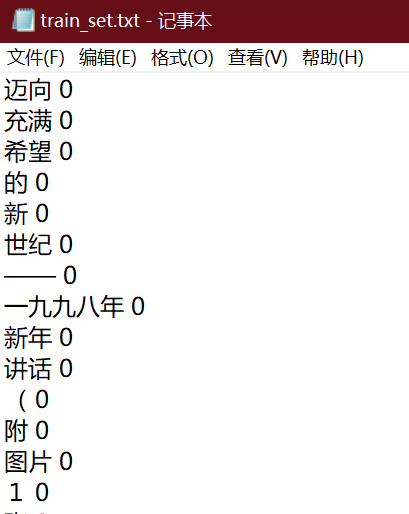 train_set.txt - 记事本
文件(F) 编辑(E) 格式(O) 查看(V) 帮助(H)
迈向 0
充满 0
希望 0
的 0
新 0
世纪 0
—— 0
一九九八年 0
新年 0
讲话 0
（ 0
附 0
图片 0
１ 0